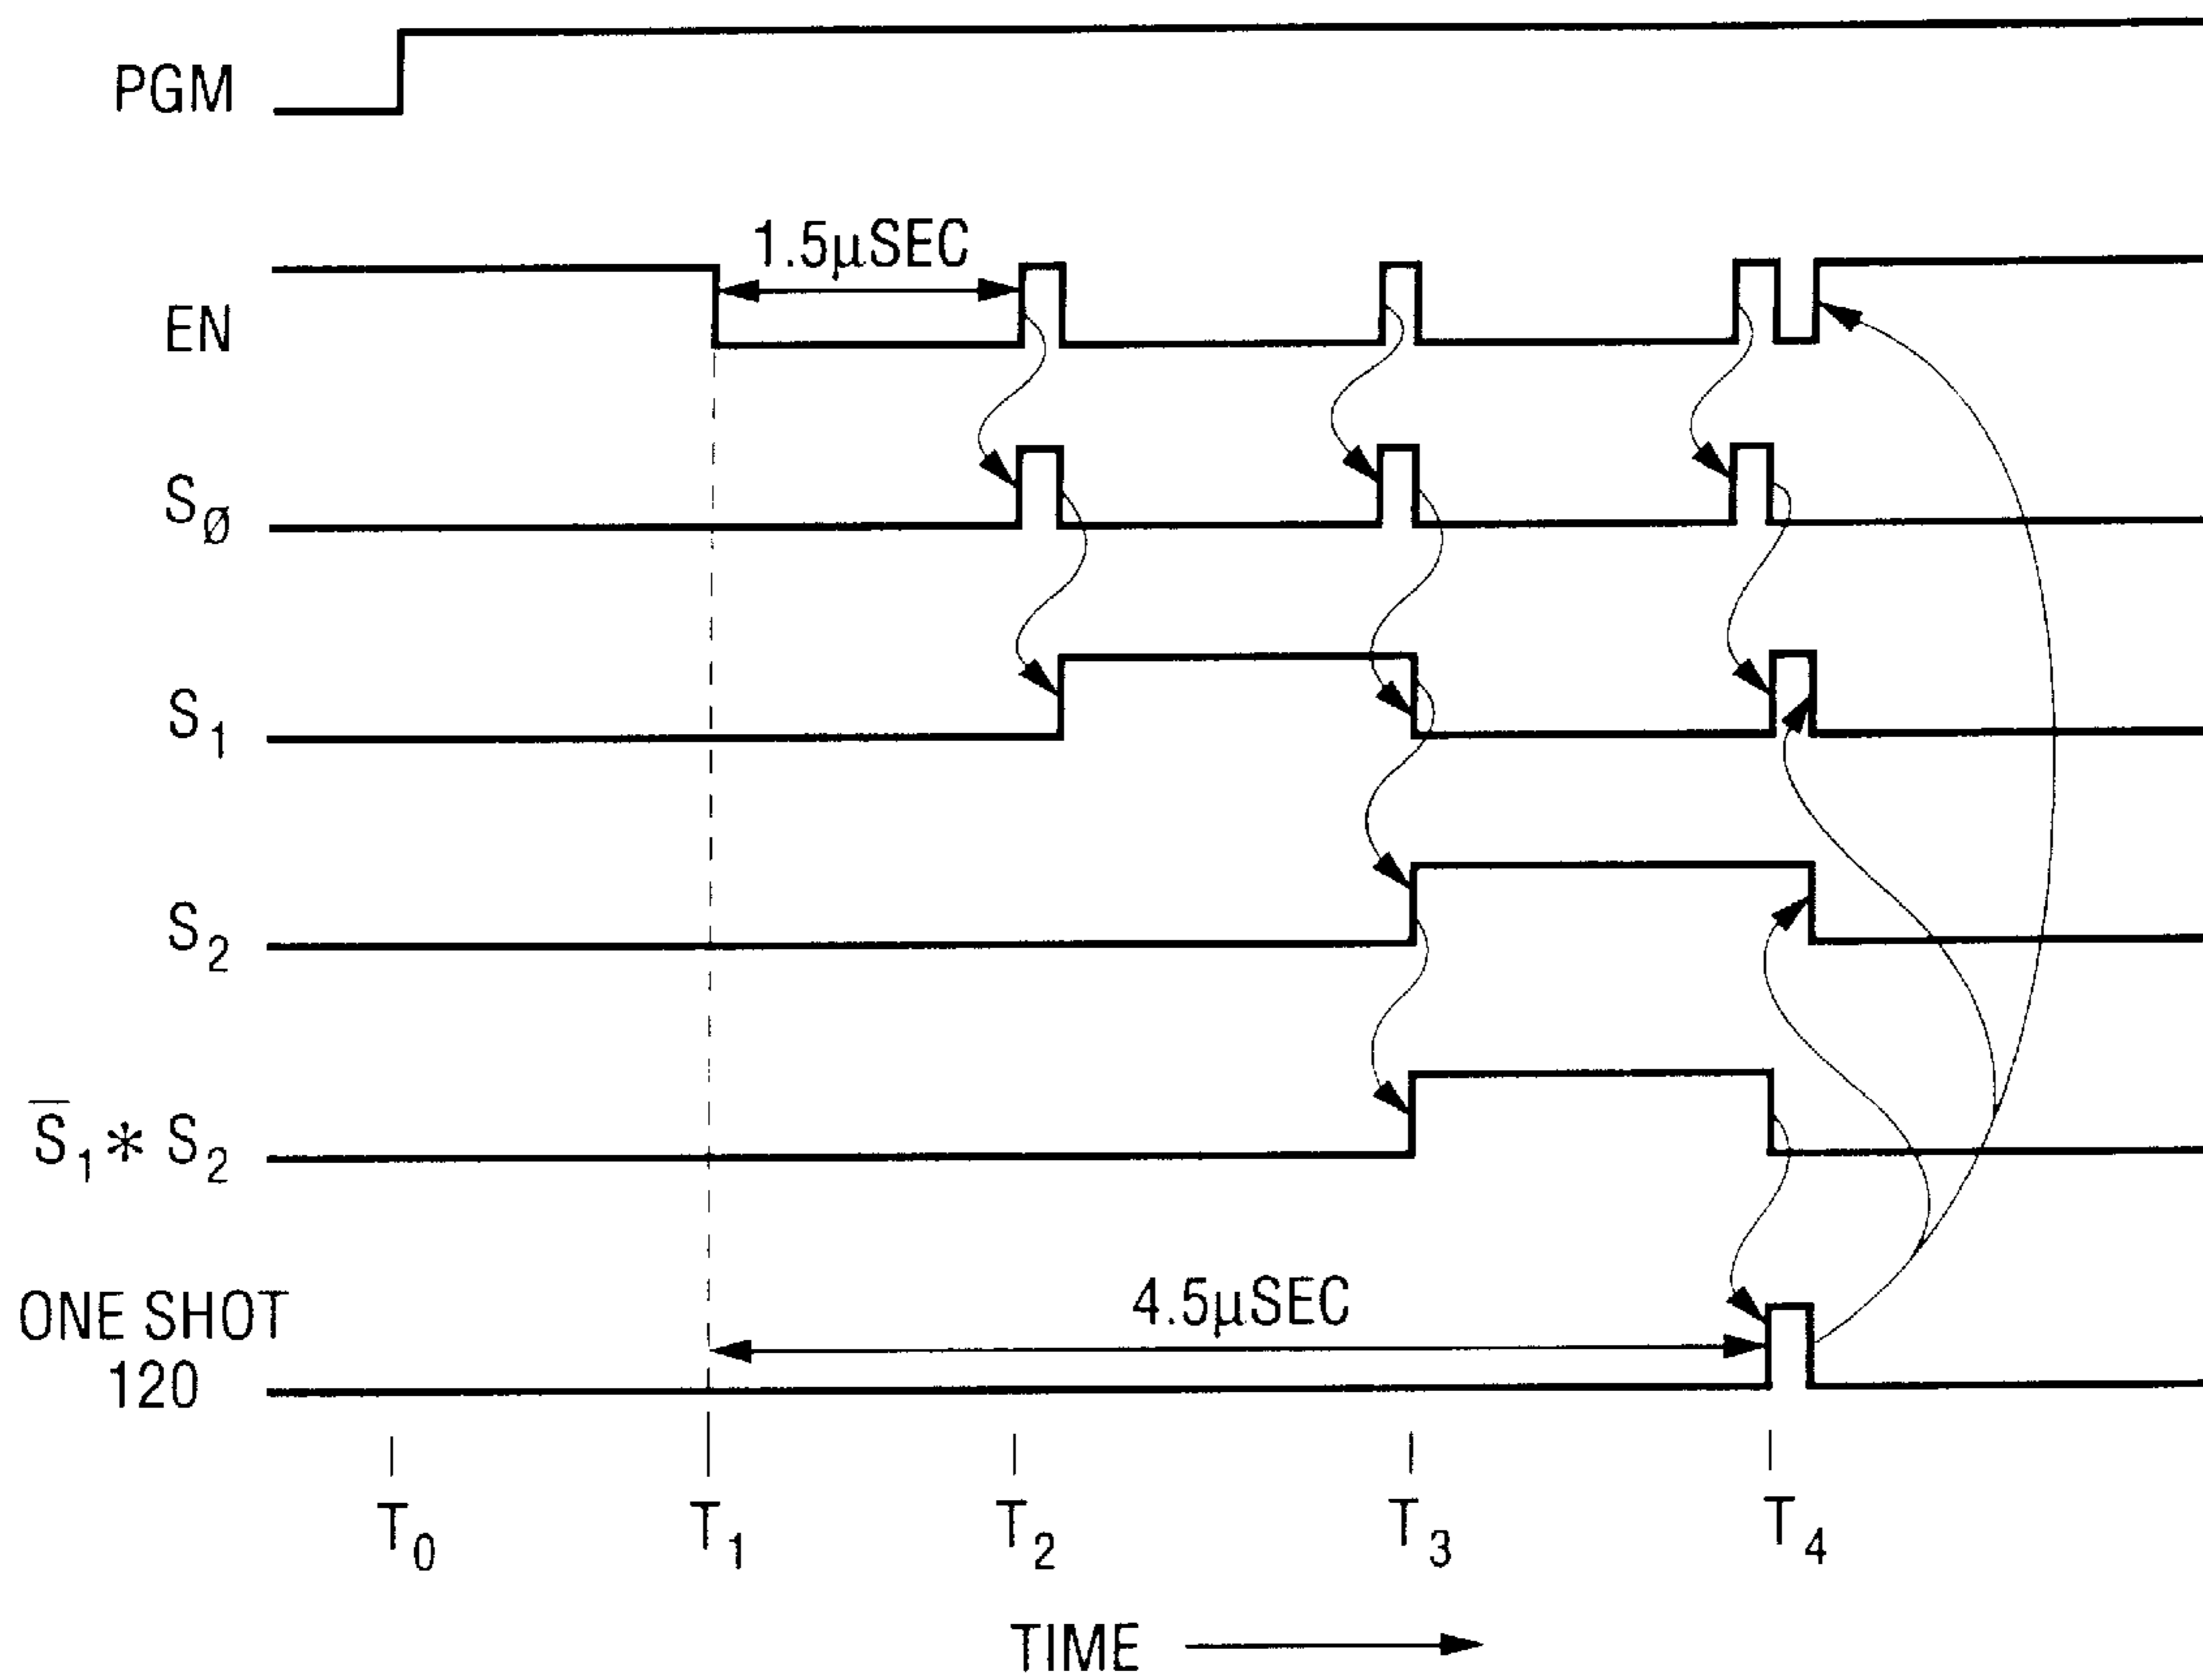 PGM
1.5μSEC
EN
SØ
S1
S2
S̅1 * S2
4.5μSEC
ONE SHOT
120
T0 T1 T2 T3 T4
TIME